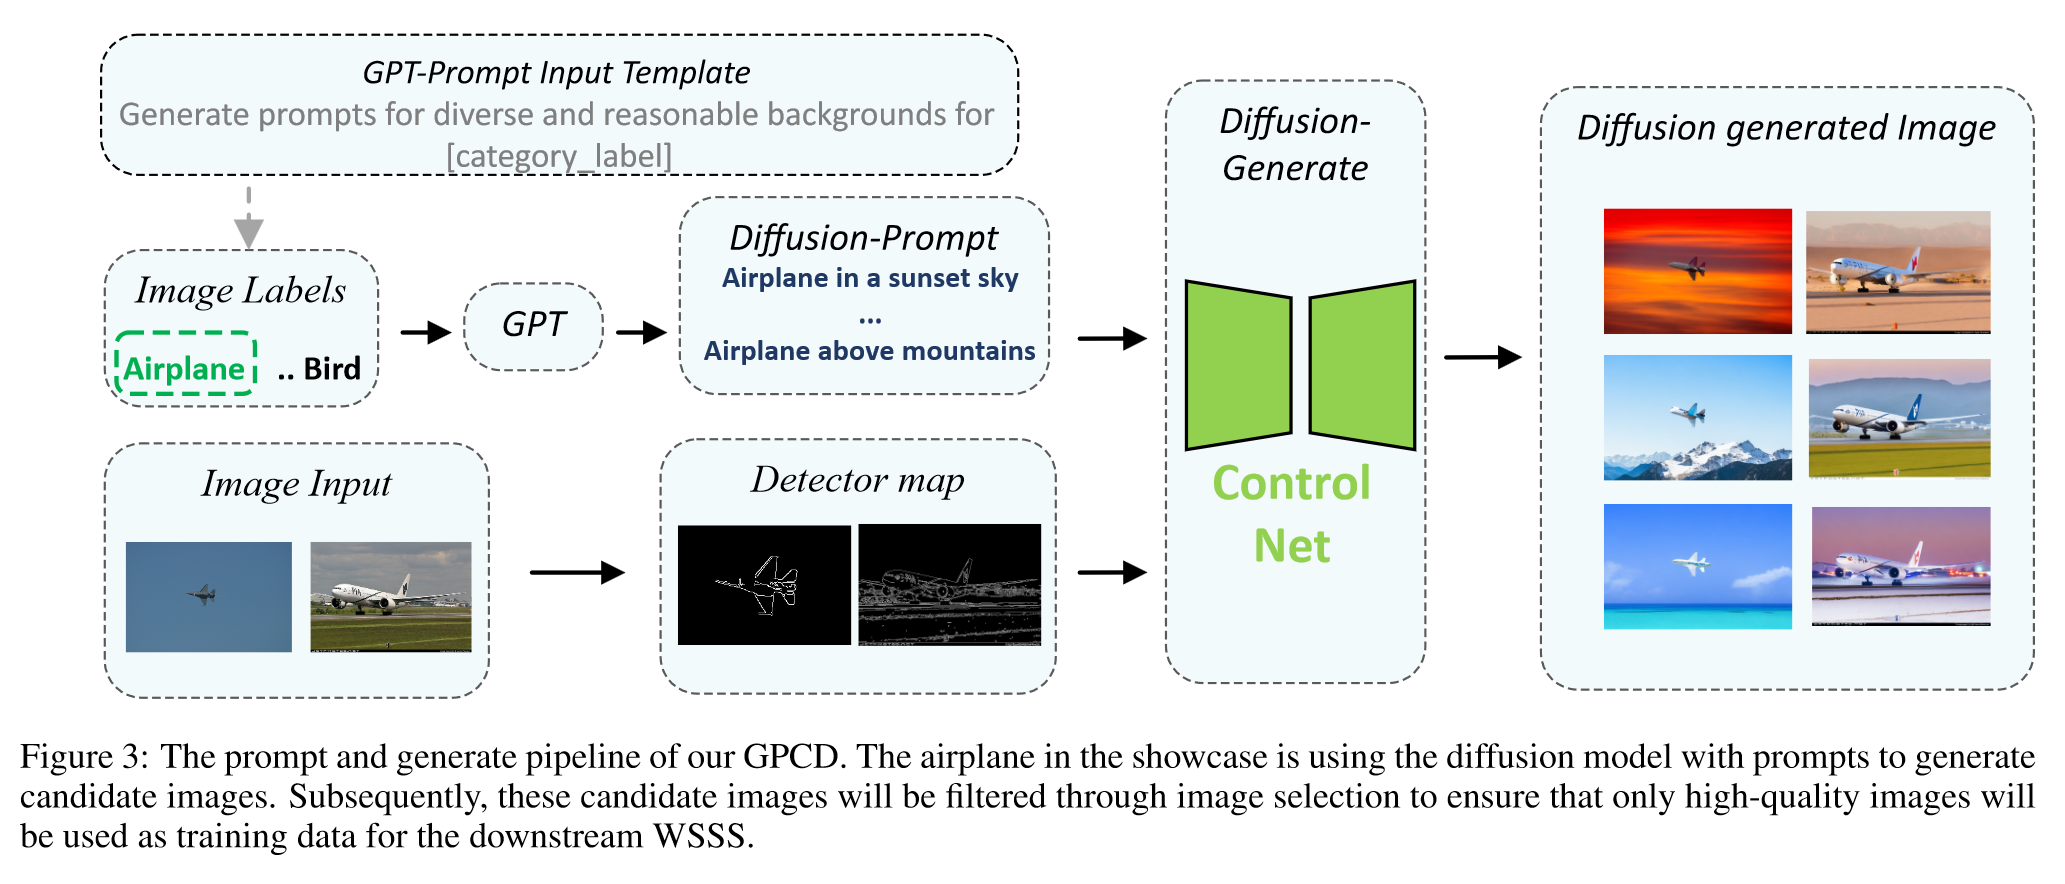 GPT-Prompt Input Template
Generate prompts for diverse and reasonable backgrounds for
[category_label]
Image Labels
Airplane .. Bird
GPT
Diffusion-Prompt
Airplane in a sunset sky
...
Airplane above mountains
Image Input
Detector map
Diffusion-
Generate
Control
Net
Diffusion generated Image
Figure 3: The prompt and generate pipeline of our GPCD. The airplane in the showcase is using the diffusion model with prompts to generate
candidate images. Subsequently, these candidate images will be filtered through image selection to ensure that only high-quality images will
be used as training data for the downstream WSSS.